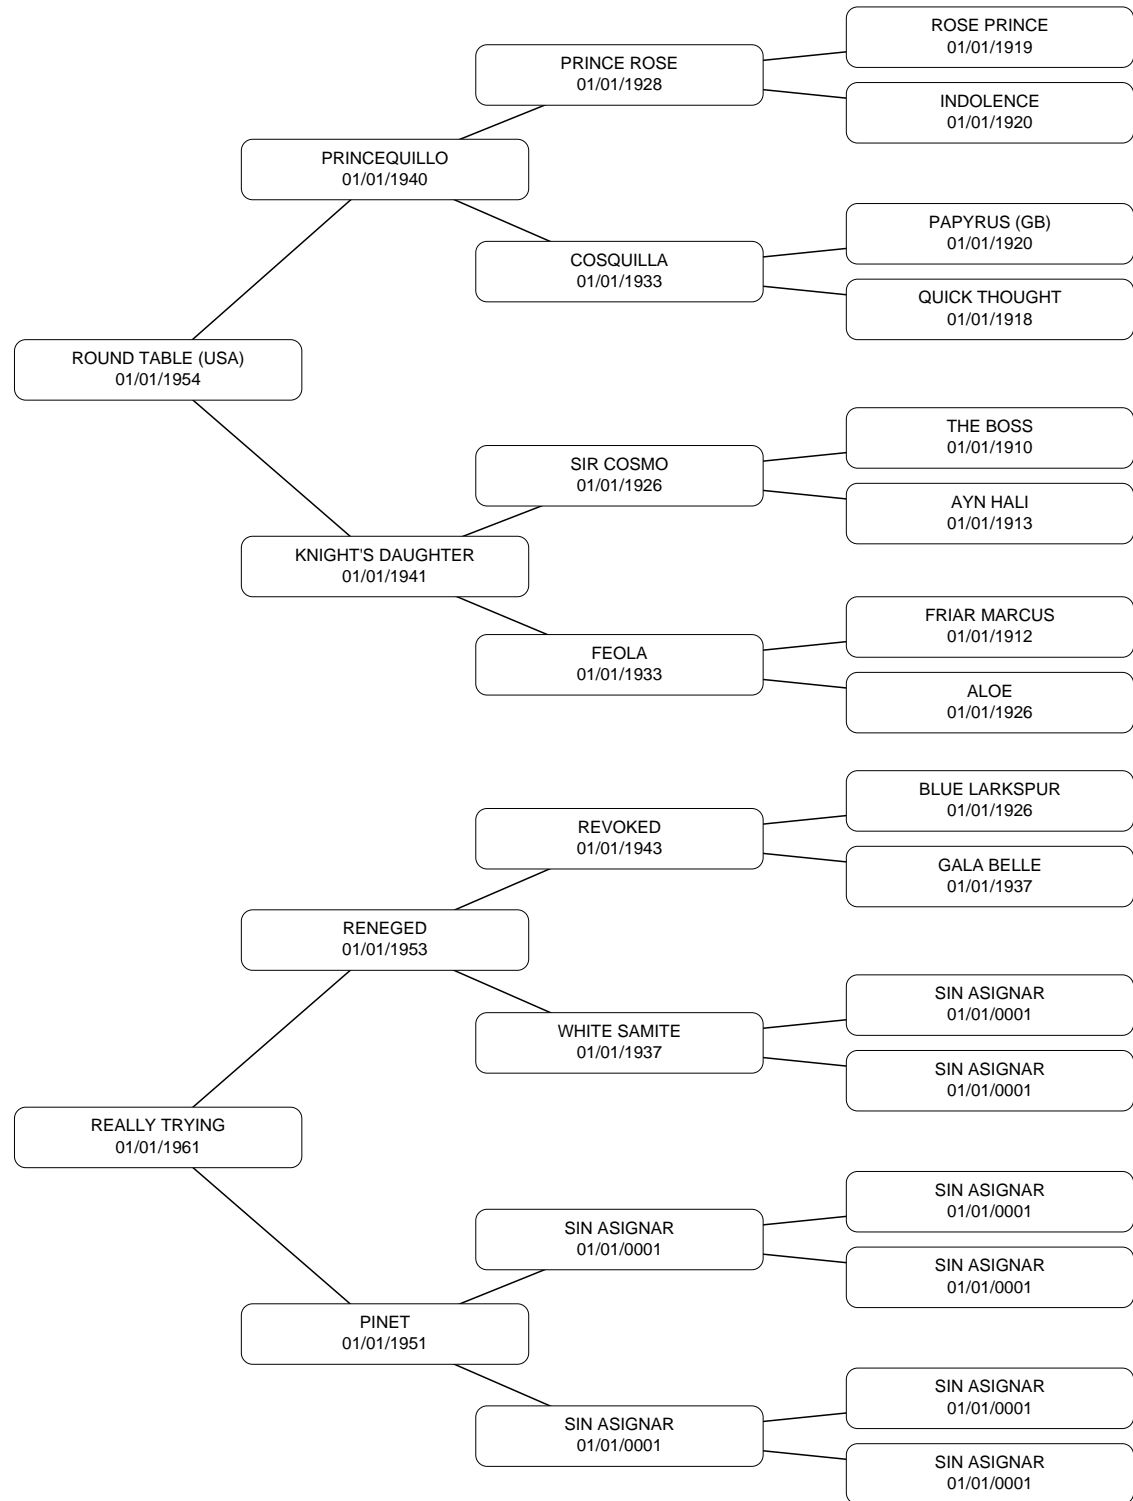 ROSE PRINCE
01/01/1919
PRINCE ROSE
01/01/1928
INDOLENCE
01/01/1920
PRINCEQUILLO
01/01/1940
PAPYRUS (GB)
01/01/1920
COSQUILLA
01/01/1933
QUICK THOUGHT
01/01/1918
ROUND TABLE (USA)
01/01/1954
THE BOSS
01/01/1910
SIR COSMO
01/01/1926
AYN HALI
01/01/1913
KNIGHT'S DAUGHTER
01/01/1941
FRIAR MARCUS
01/01/1912
FEOLA
01/01/1933
ALOE
01/01/1926
BLUE LARKSPUR
01/01/1926
REVOKED
01/01/1943
GALA BELLE
01/01/1937
RENEGED
01/01/1953
SIN ASIGNAR
01/01/0001
WHITE SAMITE
01/01/1937
SIN ASIGNAR
01/01/0001
REALLY TRYING
01/01/1961
SIN ASIGNAR
01/01/0001
SIN ASIGNAR
01/01/0001
SIN ASIGNAR
01/01/0001
PINET
01/01/1951
SIN ASIGNAR
01/01/0001
SIN ASIGNAR
01/01/0001
SIN ASIGNAR
01/01/0001